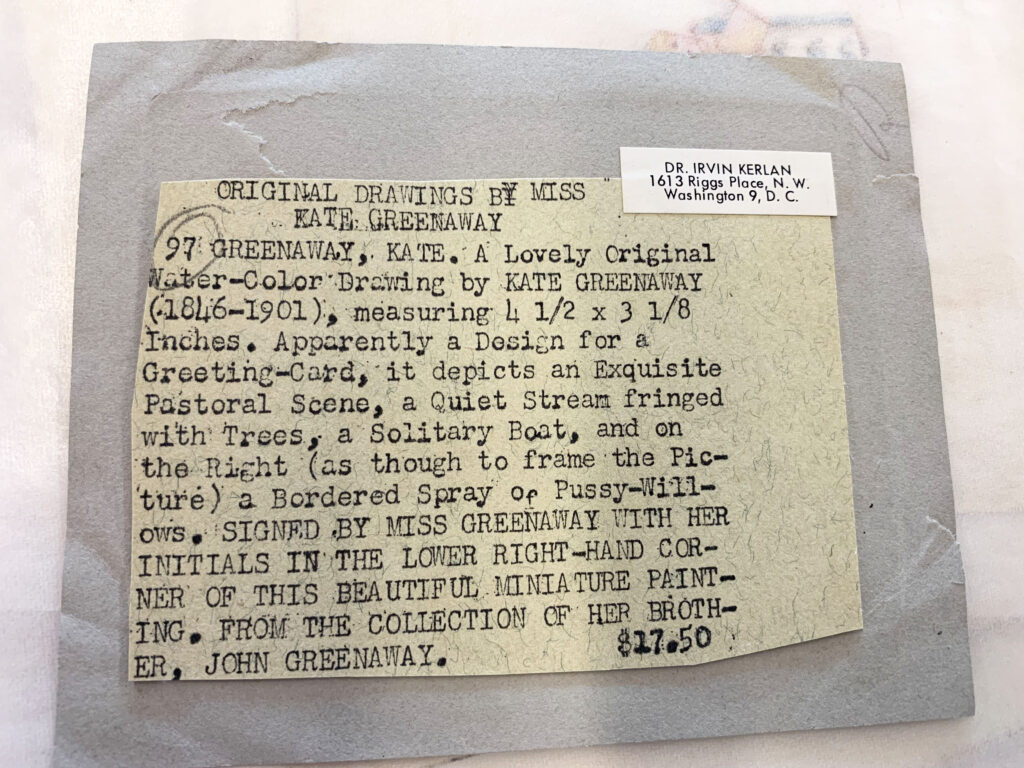 DR. IRVIN KERLAN
1613 Riggs Place, N. W.
Washington 9, D. C.
ORIGINAL DRAWINGS BY MISS
KATE GREENAWAY
97 GREENAWAY, KATE. A Lovely Original
Water-Color Drawing by KATE GREENAWAY
(1846-1901), measuring 4 1/2 x 3 1/8
Inches. Apparently a Design for a
Greeting-Card, it depicts an Exquisite
Pastoral Scene, a Quiet Stream fringed
with Trees, a Solitary Boat, and on
the Right (as though to frame the Pic-
ture) a Bordered Spray of Pussy-Will-
ows. SIGNED BY MISS GREENAWAY WITH HER
INITIALS IN THE LOWER RIGHT-HAND COR-
NER OF THIS BEAUTIFUL MINIATURE PAINT-
ING. FROM THE COLLECTION OF HER BROTH-
ER, JOHN GREENAWAY. $17.50